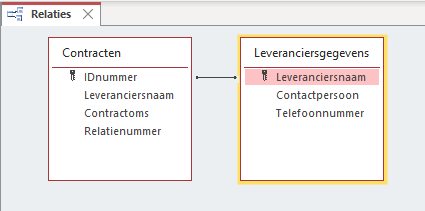 Relaties
Contracten
IDnummer
Leveranciersnaam
Contractoms
Relatienummer
Leveranciersgegevens
Leveranciersnaam
Contactpersoon
Telefoonnummer